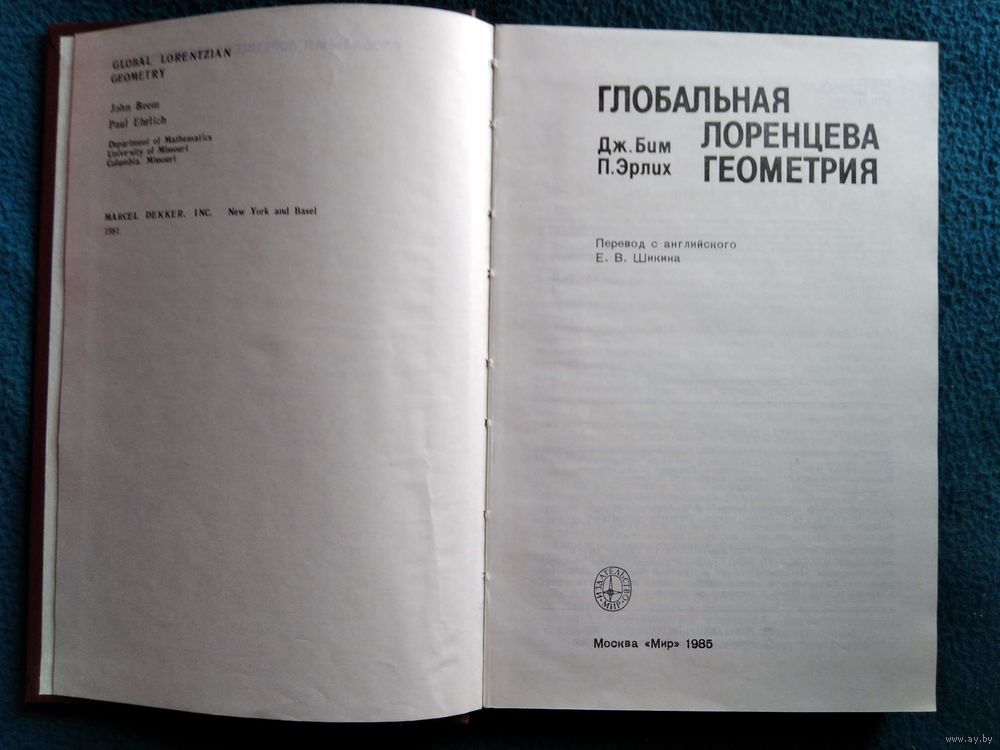 GLOBAL LORENTZIAN
GEOMETRY
John Beem
Paul Ehrlich
Department of Mathematics
University of Missouri
Columbia, Missouri
MARCEL DEKKER, INC. New York and Basel
1981
ГЛОБАЛЬНАЯ
ЛОРЕНЦЕВА
ГЕОМЕТРИЯ
Дж. Бим
П. Эрлих
Перевод с английского
Е. В. Шикина
ИЗДАТЕЛЬСТВО
МИР
Москва «Мир» 1985
www.ay.by